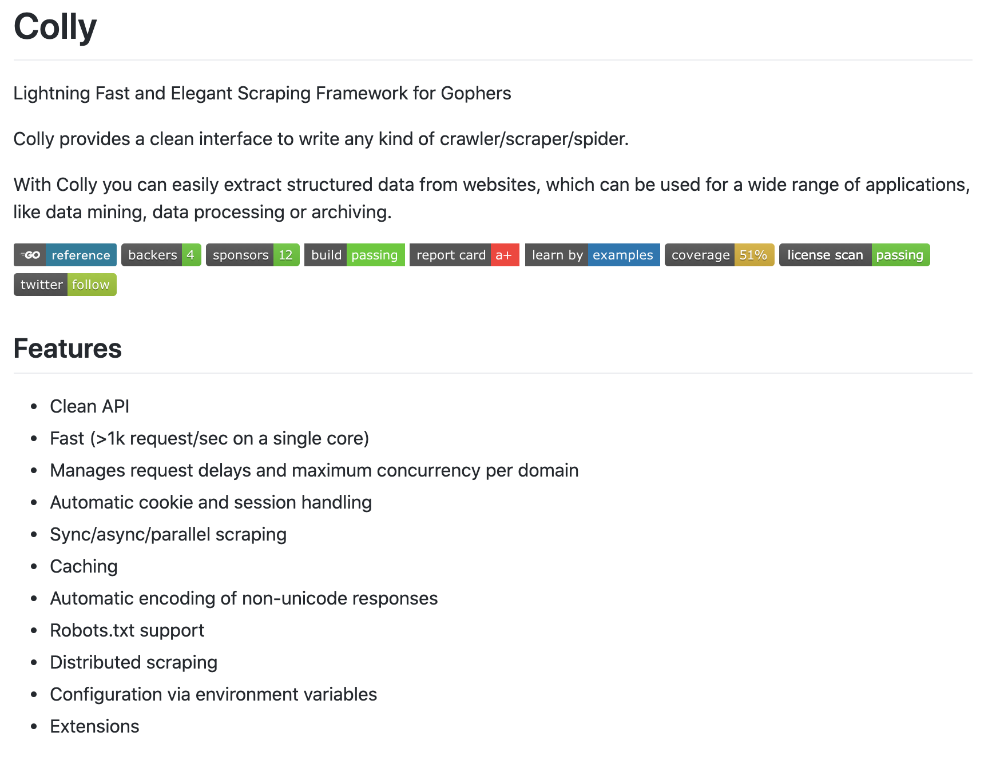 Colly
Lightning Fast and Elegant Scraping Framework for Gophers
Colly provides a clean interface to write any kind of crawler/scraper/spider.
With Colly you can easily extract structured data from websites, which can be used for a wide range of applications,
like data mining, data processing or archiving.
GO reference backers 4 sponsors 12 build passing report card a+ learn by examples coverage 51% license scan passing
twitter follow
Features
• Clean API
• Fast (>1k request/sec on a single core)
• Manages request delays and maximum concurrency per domain
• Automatic cookie and session handling
• Sync/async/parallel scraping
• Caching
• Automatic encoding of non-unicode responses
• Robots.txt support
• Distributed scraping
• Configuration via environment variables
• Extensions